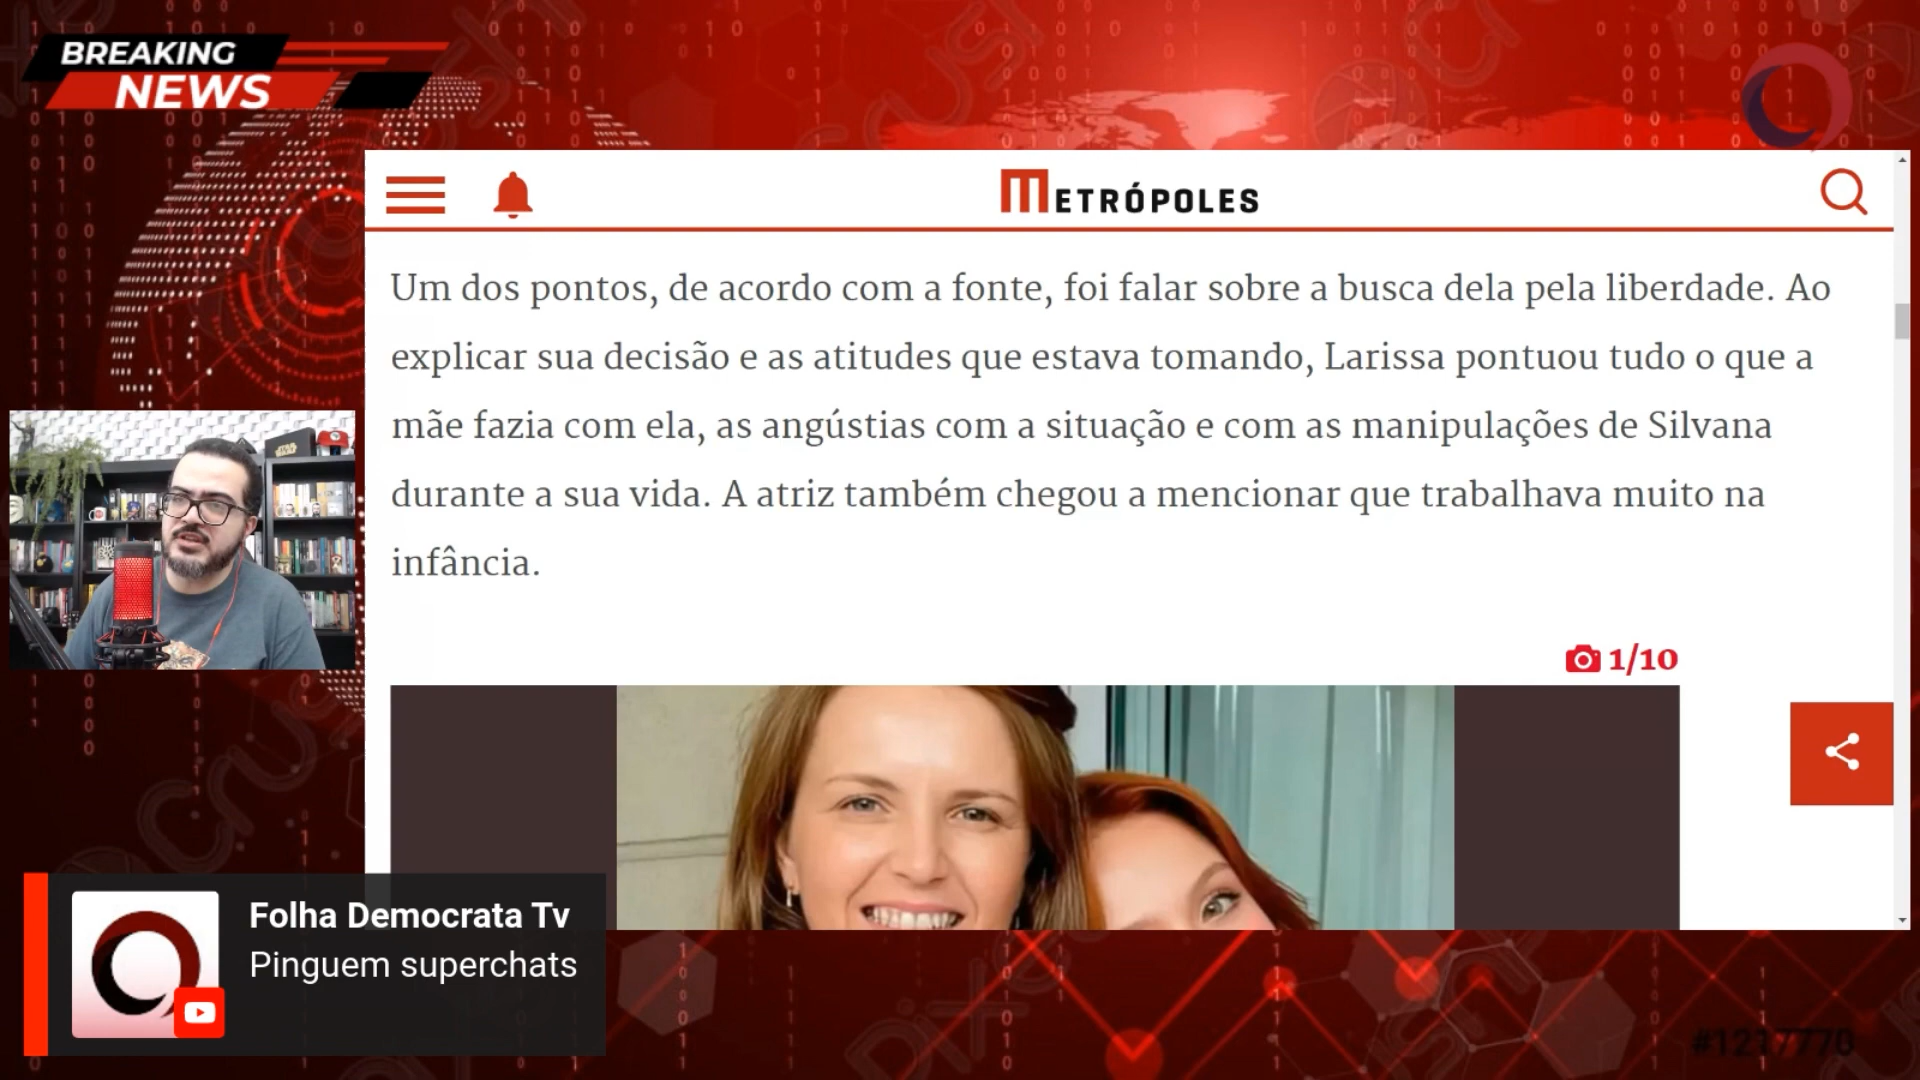 BREAKING
NEWS
METRÓPOLES
Um dos pontos, de acordo com a fonte, foi falar sobre a busca dela pela liberdade. Ao
explicar sua decisão e as atitudes que estava tomando, Larissa pontuou tudo o que a
mãe fazia com ela, as angústias com a situação e com as manipulações de Silvana
durante a sua vida. A atriz também chegou a mencionar que trabalhava muito na
infância.
1/10
Folha Democrata Tv
Pinguem superchats